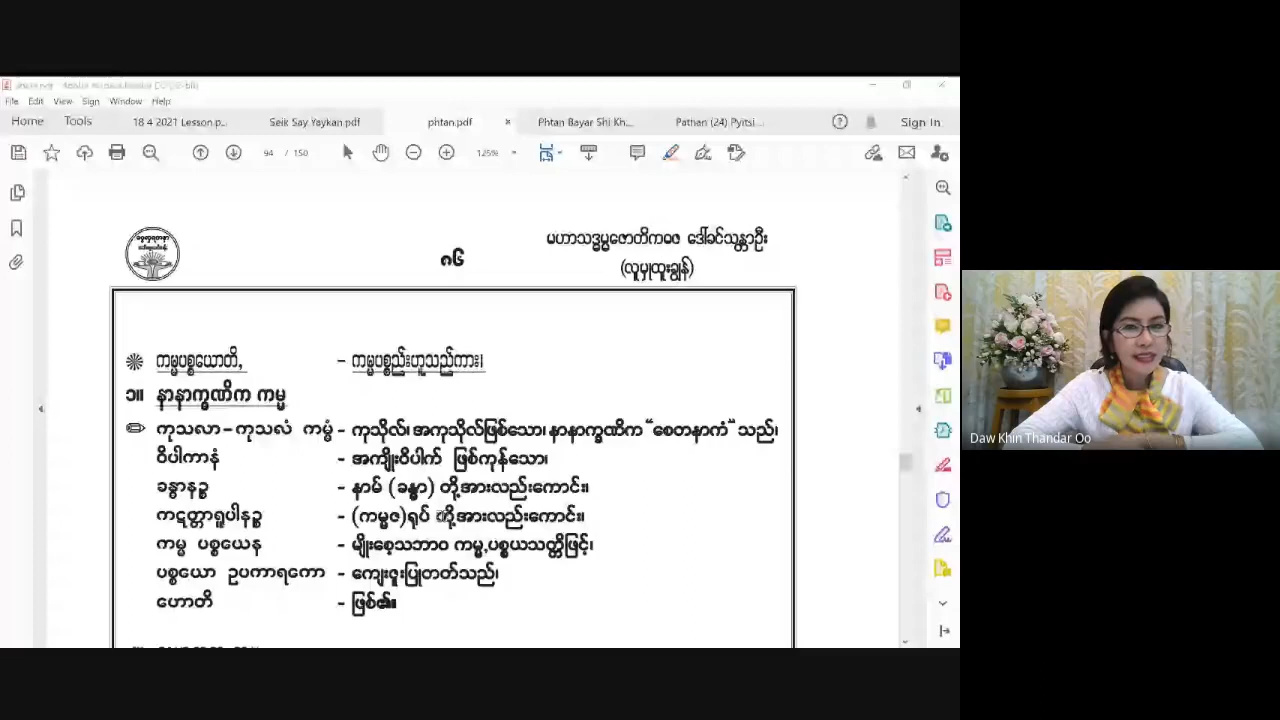 File Edit View Sign Window Help
Home Tools 18 4 2021 Lesson.p... Seik Say Yaykan.pdf phtan.pdf × Phtan Bayar Shi Kh... Pathan (24) Pyitsi... Sign In
94 / 150 125%
မဟာသဒ္ဓမ္မဇောတိကဓဇ ဒေါ်ခင်သန္တာဦး
၈၆
(လူပျိုထူးချွန်)
ကမ္မပစ္စယောတိ, – ကမ္မပစ္စည်းဟူသည်ကား၊
၁။ နာနာက္ခဏိက ကမ္မ
ကုသလာ–ကုသလံ ကမ္မံ – ကုသိုလ်၊ အကုသိုလ်ဖြစ်သော၊ နာနာက္ခဏိက “စေတနာကံ” သည်၊
ဝိပါကာနံ – အကျိုးဝိပါက် ဖြစ်ကုန်သော၊
ခန္ဓာနဉ္စ – နာမ် (ခန္ဓာ) တို့အားလည်းကောင်း။
ကဋတ္တာရူပါနဉ္စ – (ကမ္မဇ)ရုပ် တို့အားလည်းကောင်း။
ကမ္မ ပစ္စယေန – မျိုးစေ့သဘာဝ ကမ္မ,ပစ္စယသတ္တိဖြင့်၊
ပစ္စယော ဥပကာရကော – ကျေးဇူးပြုတတ်သည်၊
ဟောတိ – ဖြစ်၏။
Daw Khin Thandar Oo